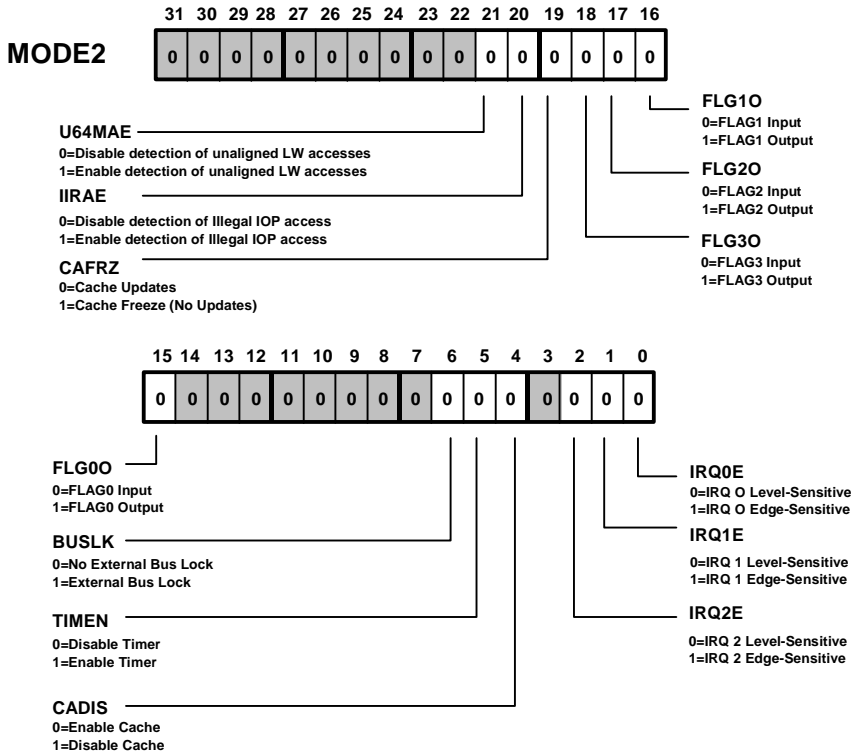 31 30 29 28 27 26 25 24 23 22 21 20 19 18 17 16
MODE2
0 0 0 0 0 0 0 0 0 0 0 0 0 0 0 0
U64MAE
0=Disable detection of unaligned LW accesses
1=Enable detection of unaligned LW accesses
IIRAE
0=Disable detection of Illegal IOP access
1=Enable detection of Illegal IOP access
CAFRZ
0=Cache Updates
1=Cache Freeze (No Updates)
FLG1O
0=FLAG1 Input
1=FLAG1 Output
FLG2O
0=FLAG2 Input
1=FLAG2 Output
FLG3O
0=FLAG3 Input
1=FLAG3 Output
15 14 13 12 11 10 9 8 7 6 5 4 3 2 1 0
0 0 0 0 0 0 0 0 0 0 0 0 0 0 0 0
FLG0O
0=FLAG0 Input
1=FLAG0 Output
BUSLK
0=No External Bus Lock
1=External Bus Lock
TIMEN
0=Disable Timer
1=Enable Timer
CADIS
0=Enable Cache
1=Disable Cache
IRQ0E
0=IRQ O Level-Sensitive
1=IRQ O Edge-Sensitive
IRQ1E
0=IRQ 1 Level-Sensitive
1=IRQ 1 Edge-Sensitive
IRQ2E
0=IRQ 2 Level-Sensitive
1=IRQ 2 Edge-Sensitive